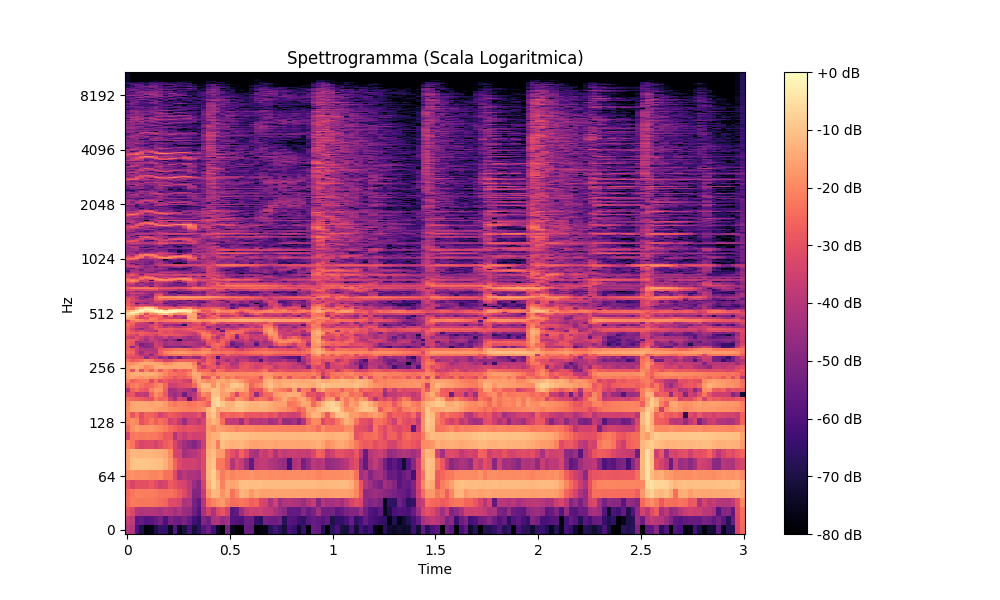 Spettrogramma (Scala Logaritmica)
Hz
8192
4096
2048
1024
512
256
128
64
0
0
0.5
1
1.5
2
2.5
3
Time
+0 dB
-10 dB
-20 dB
-30 dB
-40 dB
-50 dB
-60 dB
-70 dB
-80 dB